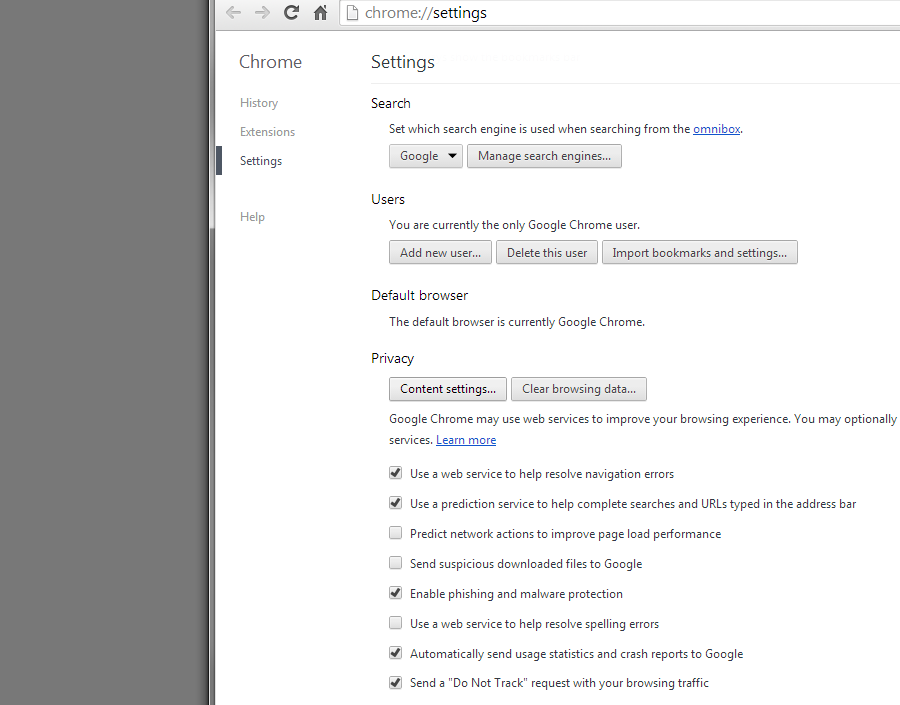 chrome://settings
Chrome
Settings
History
Extensions
Settings
Help
Search
Set which search engine is used when searching from the omnibox.
Google
Manage search engines...
Users
You are currently the only Google Chrome user.
Add new user...
Delete this user
Import bookmarks and settings...
Default browser
The default browser is currently Google Chrome.
Privacy
Content settings...
Clear browsing data...
Google Chrome may use web services to improve your browsing experience. You may optionally
services. Learn more
Use a web service to help resolve navigation errors
Use a prediction service to help complete searches and URLs typed in the address bar
Predict network actions to improve page load performance
Send suspicious downloaded files to Google
Enable phishing and malware protection
Use a web service to help resolve spelling errors
Automatically send usage statistics and crash reports to Google
Send a "Do Not Track" request with your browsing traffic